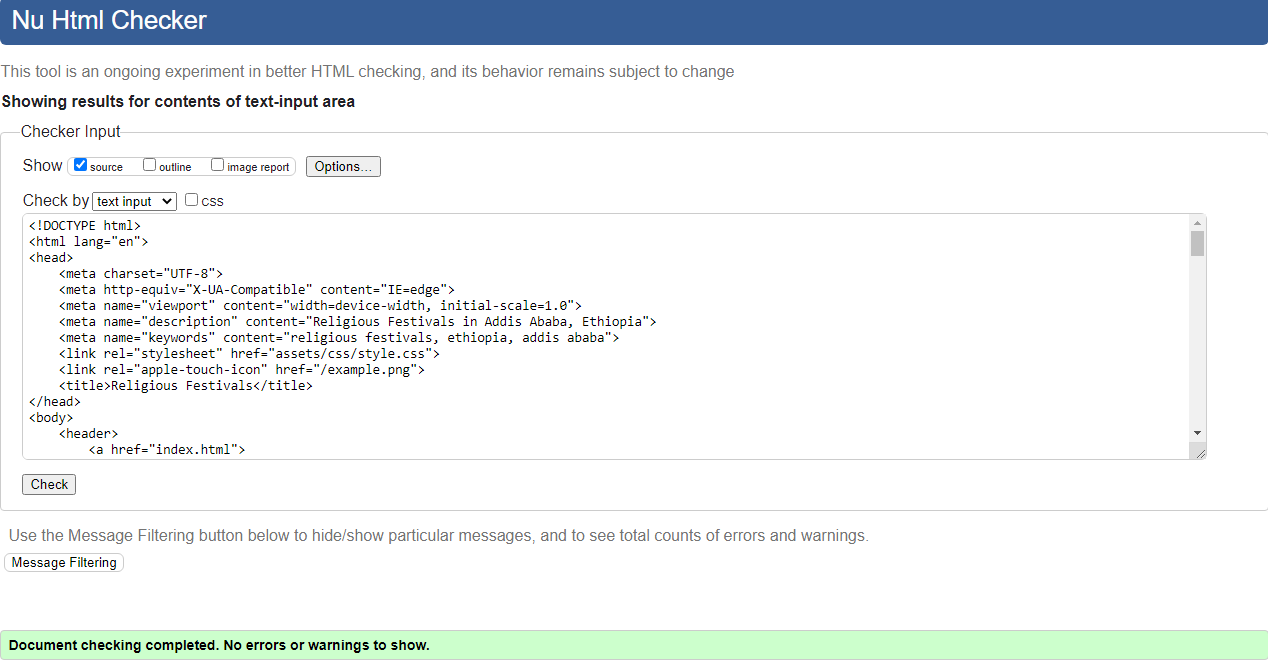 Nu Html Checker
This tool is an ongoing experiment in better HTML checking, and its behavior remains subject to change
Showing results for contents of text-input area
Checker Input
Show source outline image report Options...
Check by text input css
<!DOCTYPE html>
<html lang="en">
<head>
    <meta charset="UTF-8">
    <meta http-equiv="X-UA-Compatible" content="IE=edge">
    <meta name="viewport" content="width=device-width, initial-scale=1.0">
    <meta name="description" content="Religious Festivals in Addis Ababa, Ethiopia">
    <meta name="keywords" content="religious festivals, ethiopia, addis ababa">
    <link rel="stylesheet" href="assets/css/style.css">
    <link rel="apple-touch-icon" href="/example.png">
    <title>Religious Festivals</title>
</head>
<body>
    <header>
        <a href="index.html">
Check
Use the Message Filtering button below to hide/show particular messages, and to see total counts of errors and warnings.
Message Filtering
Document checking completed. No errors or warnings to show.